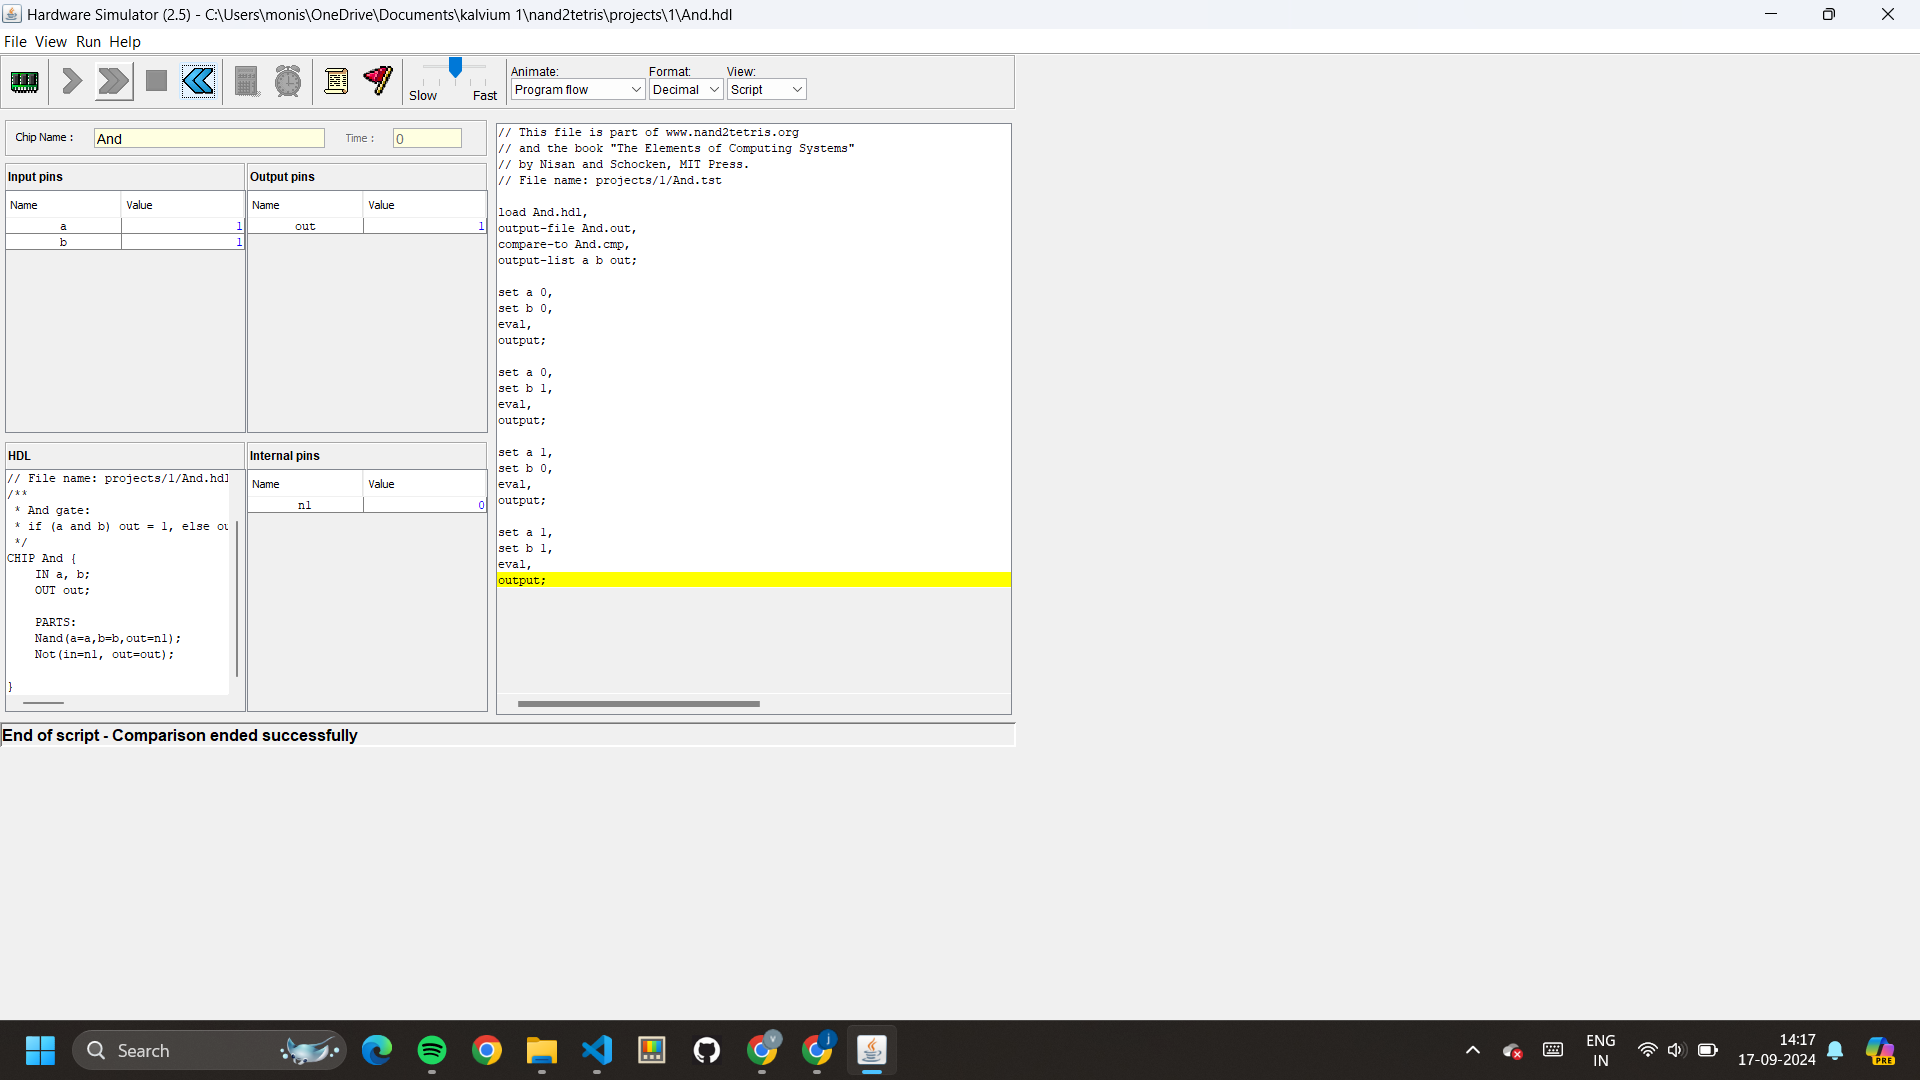 Hardware Simulator (2.5) - C:\Users\monis\OneDrive\Documents\kalvium 1\nand2tetris\projects\1\And.hdl
File View Run Help
Slow Fast
Animate: Format: View:
Program flow Decimal Script
Chip Name : And Time : 0
Input pins
Name Value
a 1
b 1
Output pins
Name Value
out 1
HDL
// File name: projects/1/And.hdl
/**
 * And gate:
 * if (a and b) out = 1, else ou
 */
CHIP And {
    IN a, b;
    OUT out;
    PARTS:
    Nand(a=a,b=b,out=n1);
    Not(in=n1, out=out);
}
Internal pins
Name Value
n1 0
// This file is part of www.nand2tetris.org
// and the book "The Elements of Computing Systems"
// by Nisan and Schocken, MIT Press.
// File name: projects/1/And.tst
load And.hdl,
output-file And.out,
compare-to And.cmp,
output-list a b out;
set a 0,
set b 0,
eval,
output;
set a 0,
set b 1,
eval,
output;
set a 1,
set b 0,
eval,
output;
set a 1,
set b 1,
eval,
output;
End of script - Comparison ended successfully
Search
v
j
ENG
IN
14:17
17-09-2024
PRE